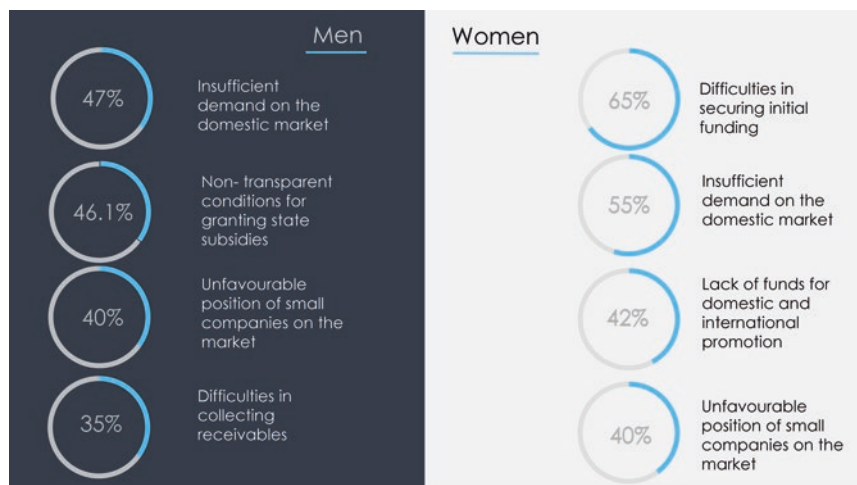 Men
47%
Insufficient
demand on the
domestic market
46.1%
Non- transparent
conditions for
granting state
subsidies
40%
Unfavourable
position of small
companies on the
market
35%
Difficulties in
collecting
receivables
Women
65%
Difficulties in
securing initial
funding
55%
Insufficient
demand on the
domestic market
42%
Lack of funds for
domestic and
international
promotion
40%
Unfavourable
position of small
companies on the
market